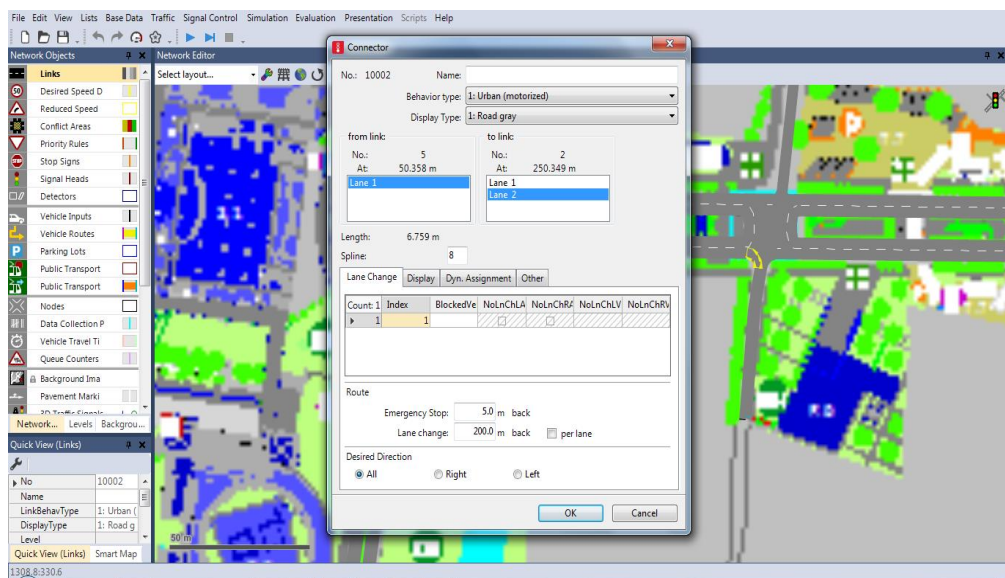 File Edit View Lists Base Data Traffic Signal Control Simulation Evaluation Presentation Scripts Help
Network Objects
Network Editor
Links
Desired Speed D
Reduced Speed
Conflict Areas
Priority Rules
Stop Signs
Signal Heads
Detectors
Vehicle Inputs
Vehicle Routes
Parking Lots
Public Transport
Public Transport
Nodes
Data Collection P
Vehicle Travel Ti
Queue Counters
Background Ima
Pavement Marki
3D Traffic Signals
Network... Levels Backgrou...
Quick View (Links)
No 10002
Name
LinkBehavType 1: Urban (
DisplayType 1: Road g
Level
Quick View (Links) Smart Map
1308.8:330.6
Select layout...
11
50 m
Connector
No.: 10002 Name:
Behavior type: 1: Urban (motorized)
Display Type: 1: Road gray
from link:
No.: 5
At: 50.358 m
Lane 1
to link:
No.: 2
At: 250.349 m
Lane 1
Lane 2
Length: 6.759 m
Spline: 8
Lane Change Display Dyn. Assignment Other
Count: 1 Index BlockedVe NoLnChLA NoLnChRA NoLnChLV NoLnChRV
1 1
Route
Emergency Stop: 5.0 m back
Lane change: 200.0 m back per lane
Desired Direction
All Right Left
OK Cancel
P